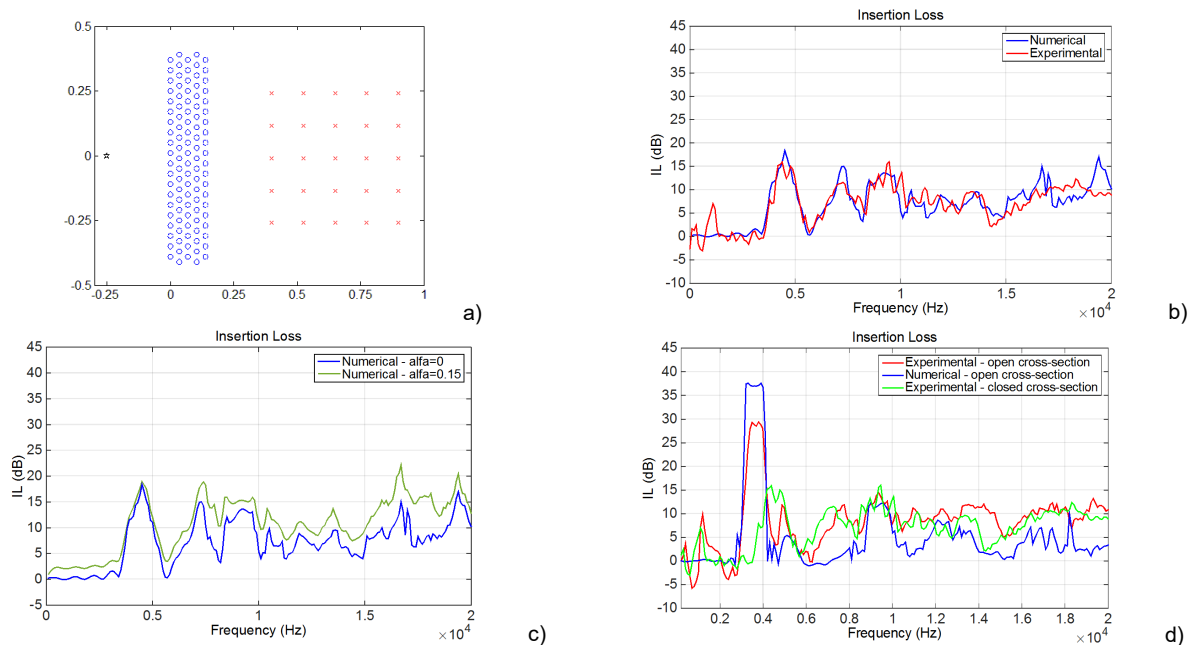 0.5
0.25
0
-0.25
-0.5
-0.25 0 0.25 0.5 0.75 1
a)
Insertion Loss
Numerical
Experimental
IL (dB)
45
40
35
30
25
20
15
10
5
0
-5
-10
0 0.5 1 1.5 2
Frequency (Hz)
×10^4
b)
Insertion Loss
Numerical - alfa=0
Numerical - alfa=0.15
IL (dB)
45
40
35
30
25
20
15
10
5
0
-5
0 0.5 1 1.5 2
Frequency (Hz)
×10^4
c)
Insertion Loss
Experimental - open cross-section
Numerical - open cross-section
Experimental - closed cross-section
IL (dB)
45
40
35
30
25
20
15
10
5
0
-5
-10
0.2 0.4 0.6 0.8 1 1.2 1.4 1.6 1.8 2
Frequency (Hz)
×10^4
d)